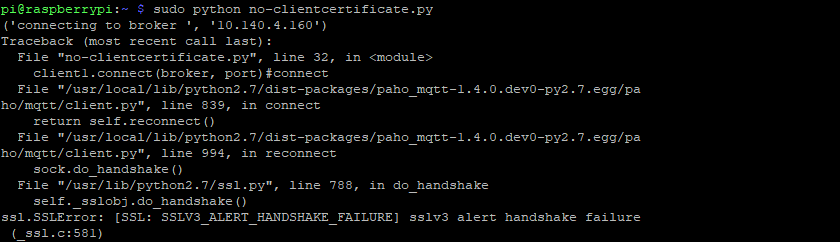 pi@raspberrypi:~ $ sudo python no-clientcertificate.py
('connecting to broker ', '10.140.4.160')
Traceback (most recent call last):
  File "no-clientcertificate.py", line 32, in <module>
    client1.connect(broker, port)#connect
  File "/usr/local/lib/python2.7/dist-packages/paho_mqtt-1.4.0.dev0-py2.7.egg/pa
ho/mqtt/client.py", line 839, in connect
    return self.reconnect()
  File "/usr/local/lib/python2.7/dist-packages/paho_mqtt-1.4.0.dev0-py2.7.egg/pa
ho/mqtt/client.py", line 994, in reconnect
    sock.do_handshake()
  File "/usr/lib/python2.7/ssl.py", line 788, in do_handshake
    self._sslobj.do_handshake()
ssl.SSLError: [SSL: SSLV3_ALERT_HANDSHAKE_FAILURE] sslv3 alert handshake failure
 (_ssl.c:581)